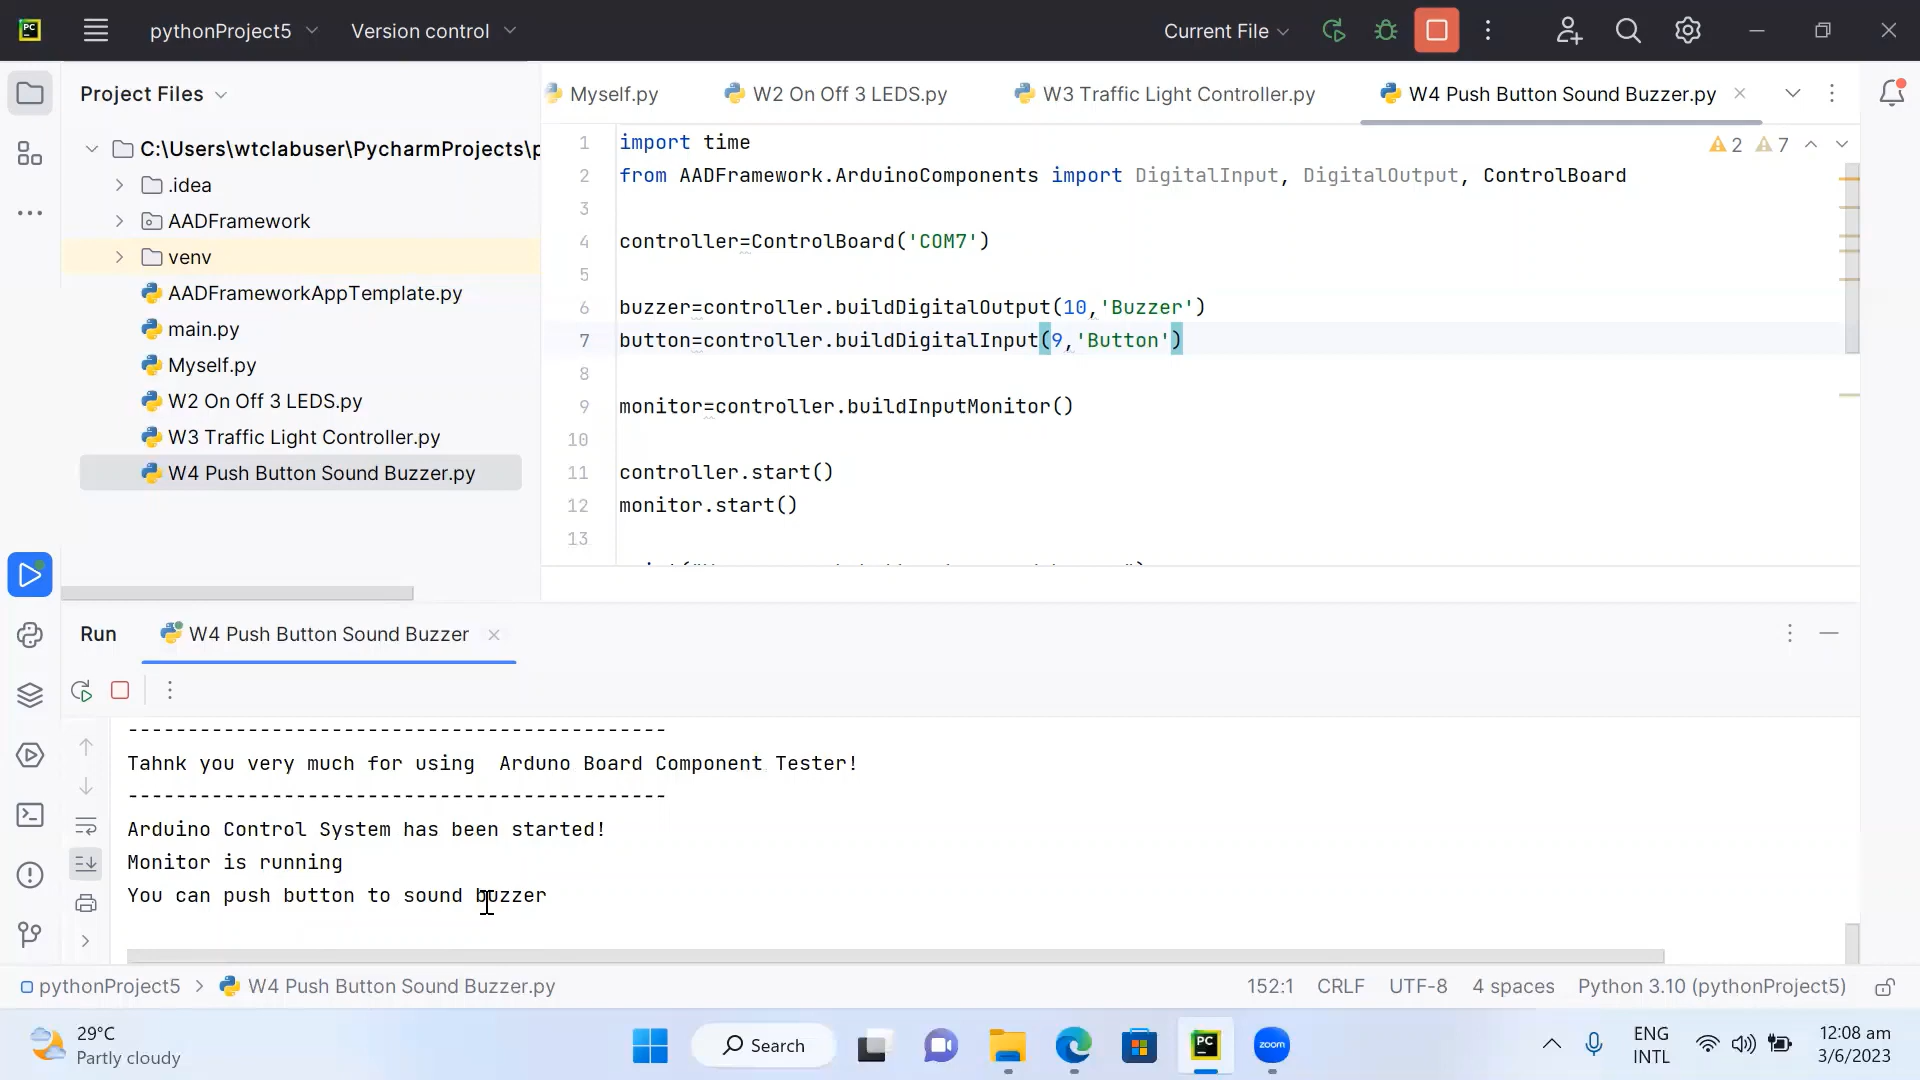 PC
pythonProject5
Version control
Current File
Project Files
Myself.py
W2 On Off 3 LEDS.py
W3 Traffic Light Controller.py
W4 Push Button Sound Buzzer.py
C:\Users\wtclabuser\PycharmProjects\p
.idea
AADFramework
venv
AADFrameworkAppTemplate.py
main.py
Myself.py
W2 On Off 3 LEDS.py
W3 Traffic Light Controller.py
W4 Push Button Sound Buzzer.py
2 7
1 import time
2 from AADFramework.ArduinoComponents import DigitalInput, DigitalOutput, ControlBoard
3
4 controller=ControlBoard('COM7')
5
6 buzzer=controller.buildDigitalOutput(10,'Buzzer')
7 button=controller.buildDigitalInput(9,'Button')
8
9 monitor=controller.buildInputMonitor()
10
11 controller.start()
12 monitor.start()
13
Run
W4 Push Button Sound Buzzer
---------------------------------------------
Tahnk you very much for using  Arduno Board Component Tester!
---------------------------------------------
Arduino Control System has been started!
Monitor is running
You can push button to sound buzzer
pythonProject5 > W4 Push Button Sound Buzzer.py
152:1 CRLF UTF-8 4 spaces Python 3.10 (pythonProject5)
29°C
Partly cloudy
Search
PC
zoom
ENG
INTL
12:08 am
3/6/2023